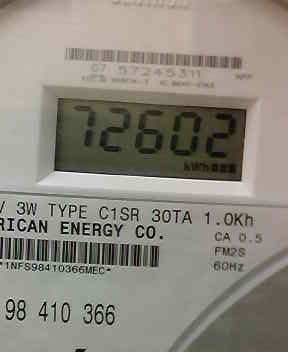 07 57245311
72602
kWh
V 3W TYPE C1SR 30TA 1.0Kh
RICAN ENERGY CO.
CA 0.5
FM2S
60Hz
*1NFS98410366MEC*
98 410 366